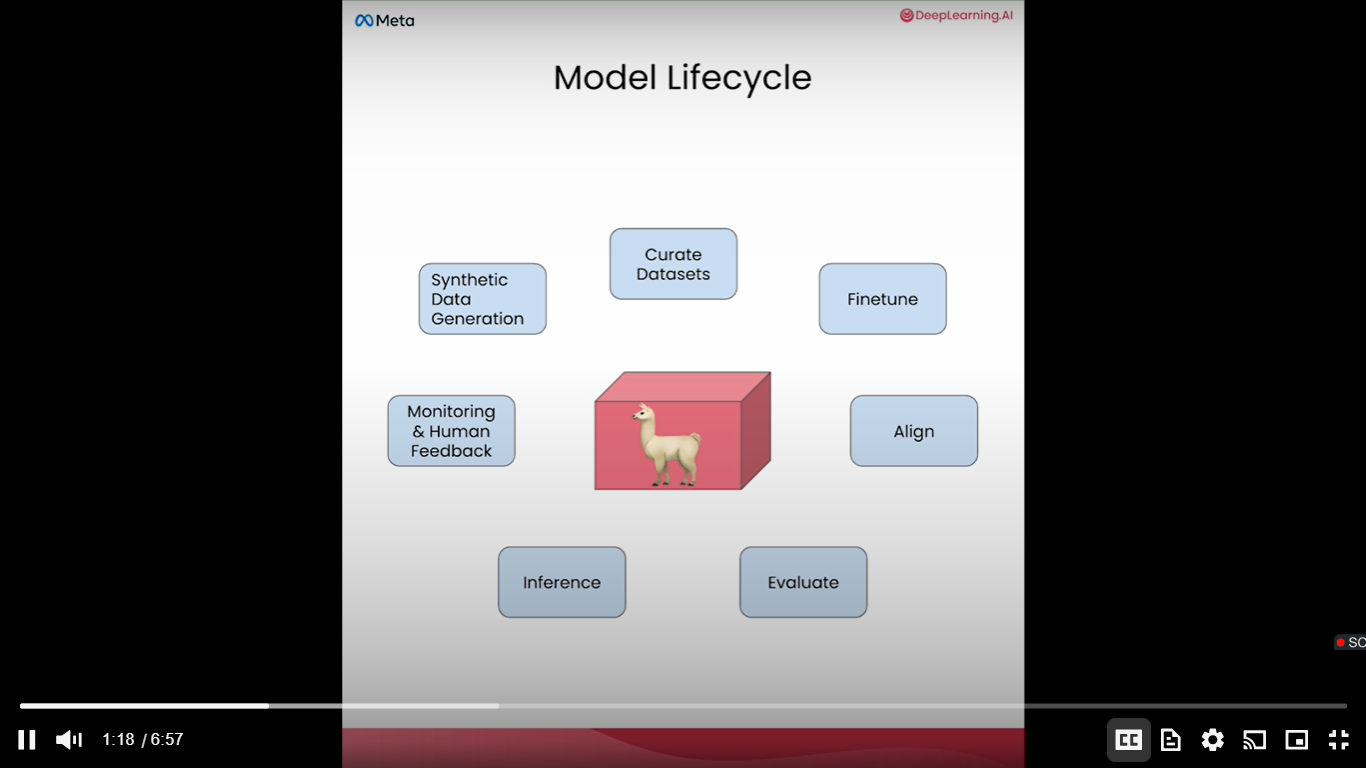 Meta
DeepLearning.AI
Model Lifecycle
Curate
Datasets
Synthetic
Data
Generation
Finetune
Monitoring
& Human
Feedback
Align
Inference
Evaluate
SC
1:18 / 6:57
CC